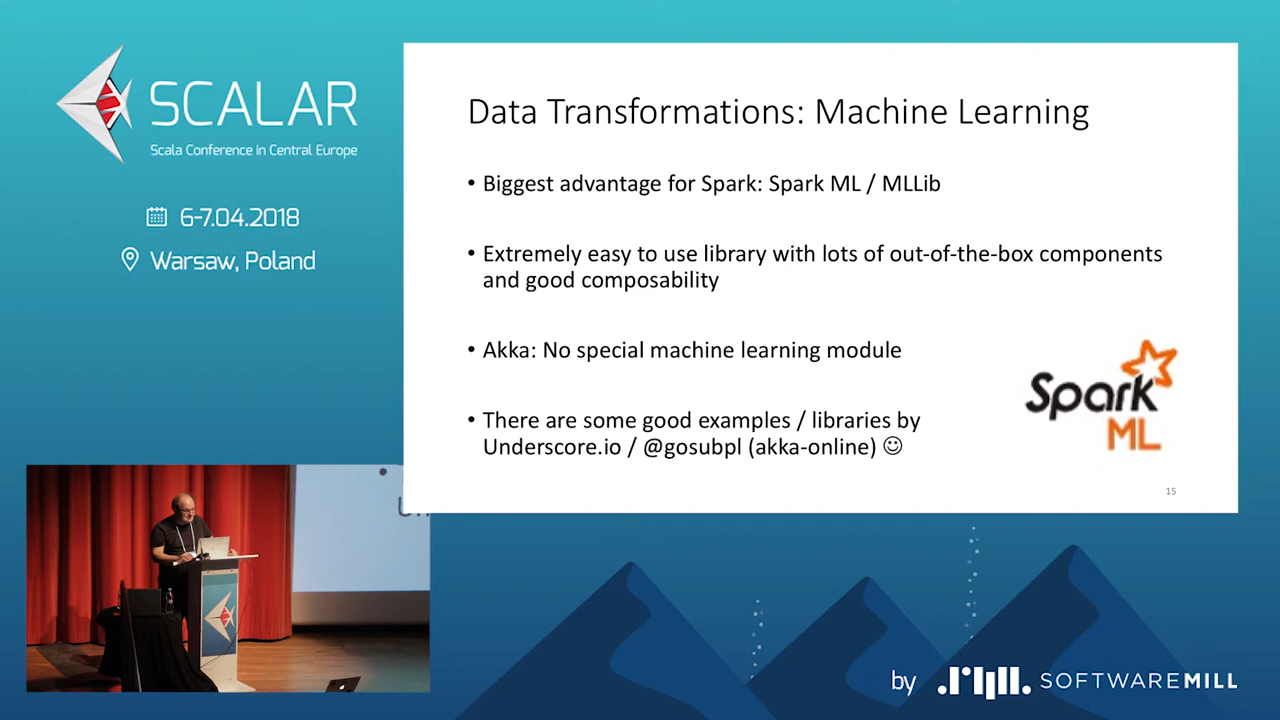 SCALAR
Scala Conference in Central Europe
6-7.04.2018
Warsaw, Poland
Data Transformations: Machine Learning
• Biggest advantage for Spark: Spark ML / MLLib
• Extremely easy to use library with lots of out-of-the-box components
and good composability
• Akka: No special machine learning module
• There are some good examples / libraries by
Underscore.io / @gosubpl (akka-online) ☺
Spark
ML
15
by SOFTWAREMILL